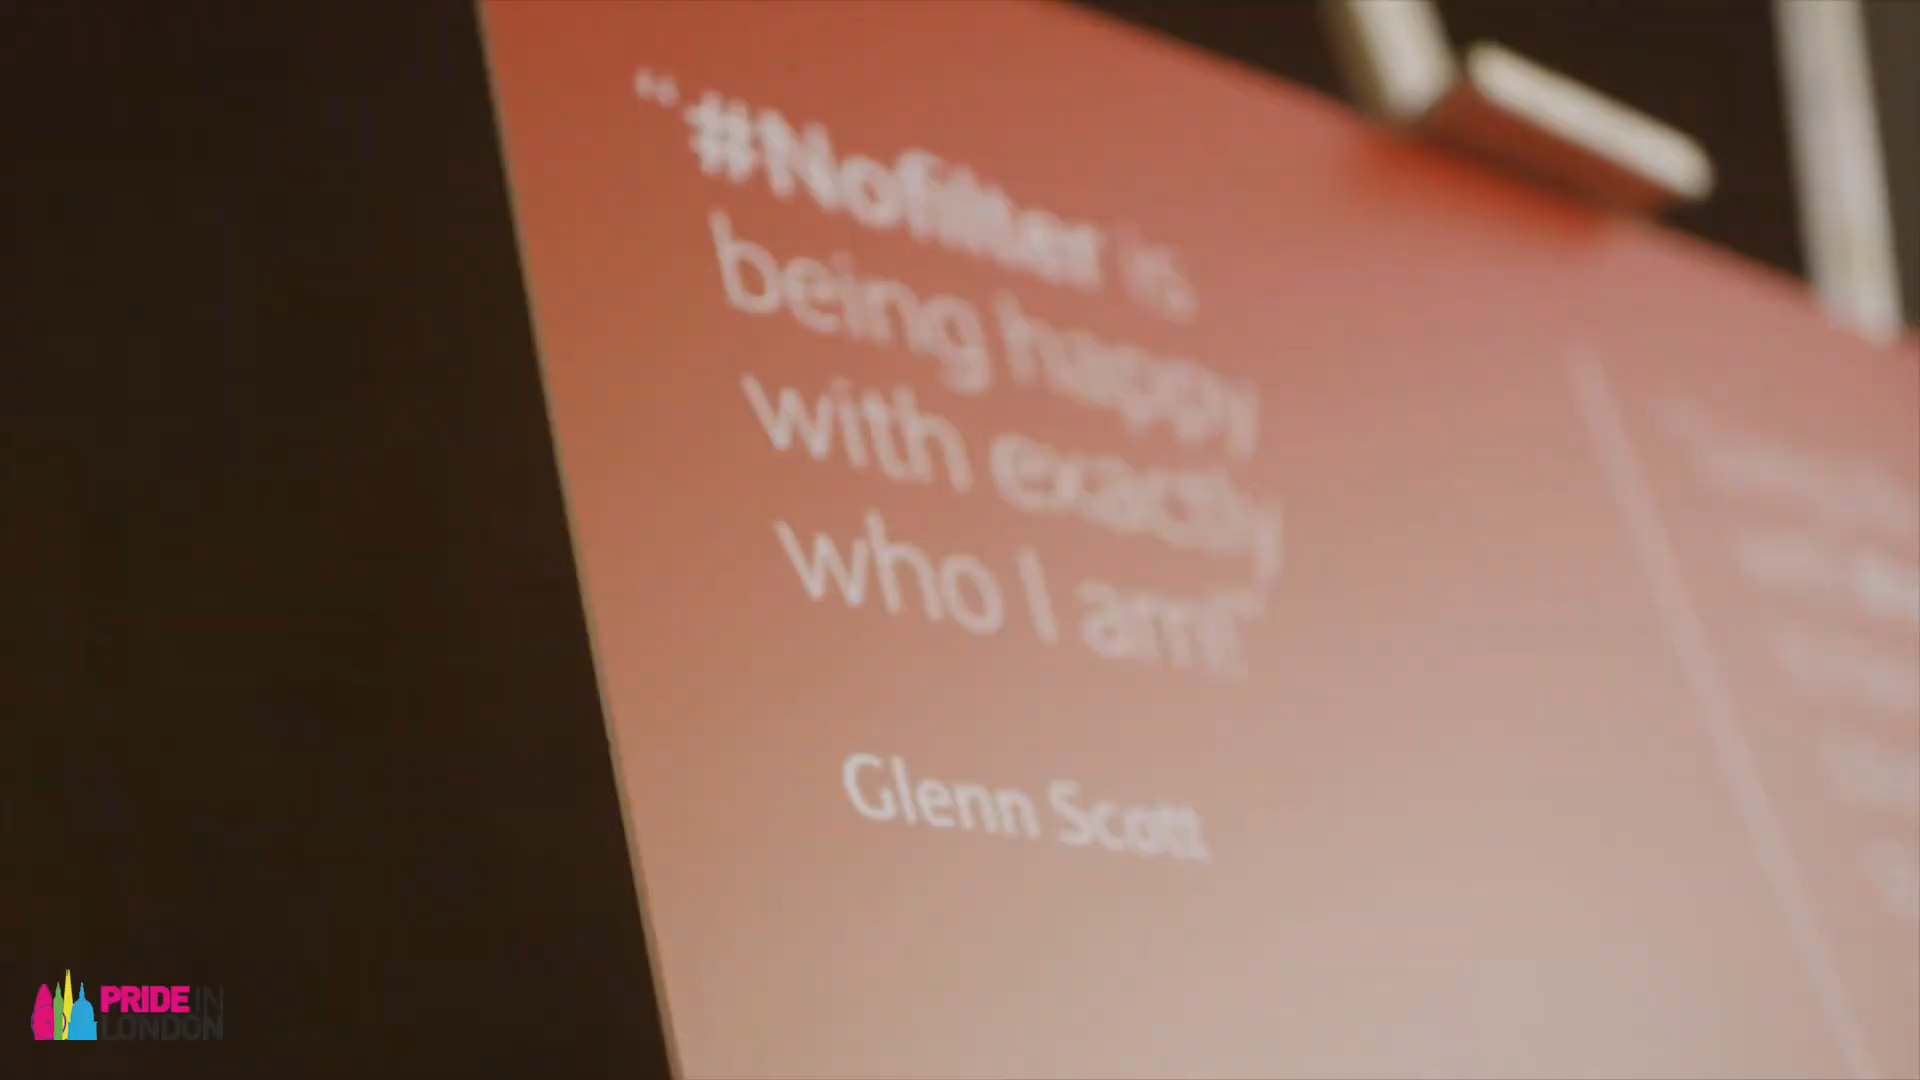 “#Nofilter is
being happy
with exactly
who I am!”
Glenn Scott
PRIDE IN
LONDON